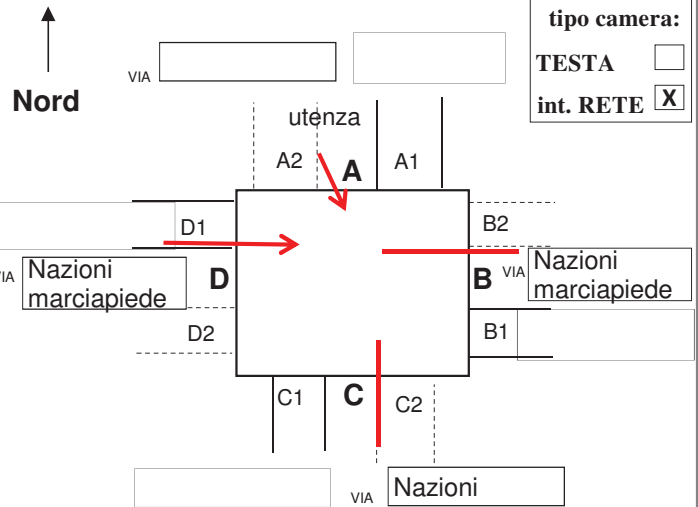 tipo camera:
TESTA
int. RETE X
Nord
VIA
utenza
A2 A A1
D1 B2
VIA Nazioni
marciapiede
D
B
VIA Nazioni
marciapiede
D2 B1
C1 C C2
VIA Nazioni